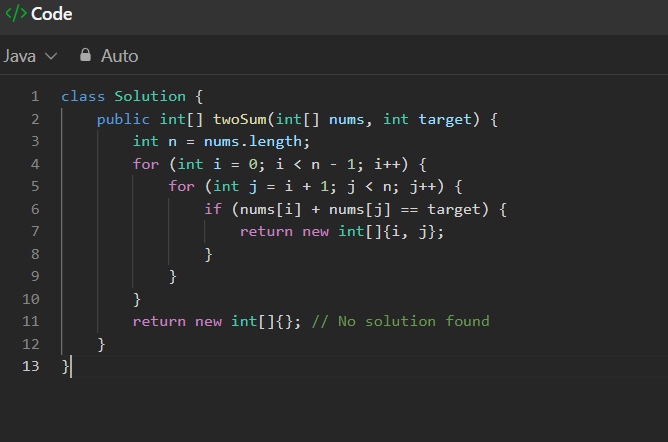 </> Code
Java Auto
1 class Solution {
2     public int[] twoSum(int[] nums, int target) {
3         int n = nums.length;
4         for (int i = 0; i < n - 1; i++) {
5             for (int j = i + 1; j < n; j++) {
6                 if (nums[i] + nums[j] == target) {
7                     return new int[]{i, j};
8                 }
9             }
10         }
11         return new int[]{}; // No solution found
12     }
13 }